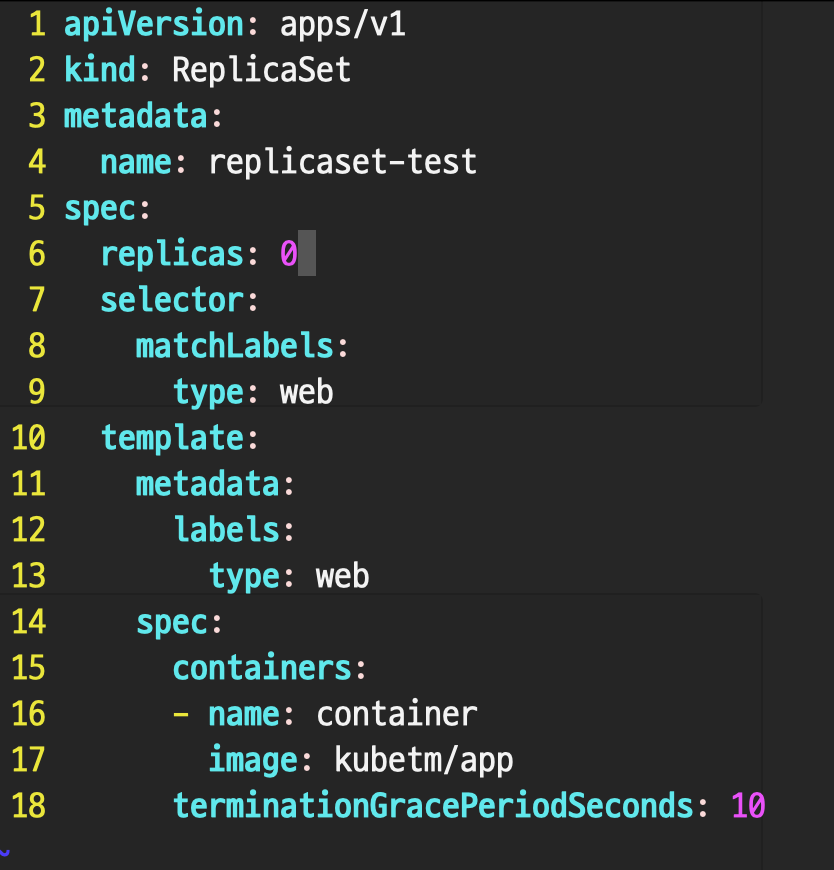 1 apiVersion: apps/v1
2 kind: ReplicaSet
3 metadata:
4   name: replicaset-test
5 spec:
6   replicas: 0
7   selector:
8     matchLabels:
9       type: web
10   template:
11     metadata:
12       labels:
13         type: web
14     spec:
15       containers:
16       - name: container
17         image: kubetm/app
18       terminationGracePeriodSeconds: 10
~